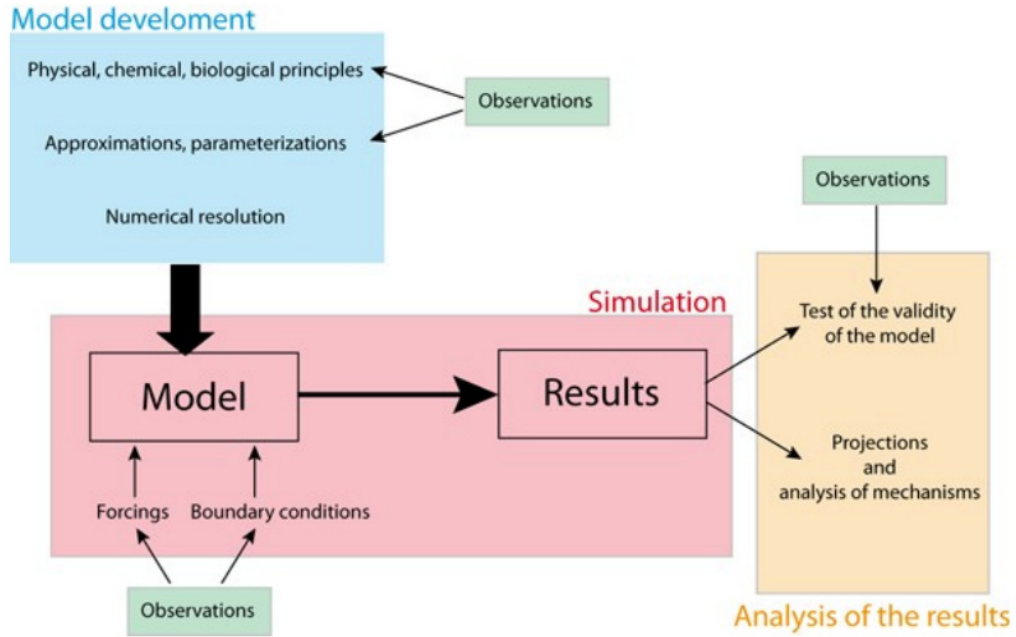 Model develoment
Physical, chemical, biological principles
Observations
Approximations, parameterizations
Numerical resolution
Observations
Simulation
Test of the validity
of the model
Model
Results
Projections
and
analysis of mechanisms
Forcings
Boundary conditions
Observations
Analysis of the results